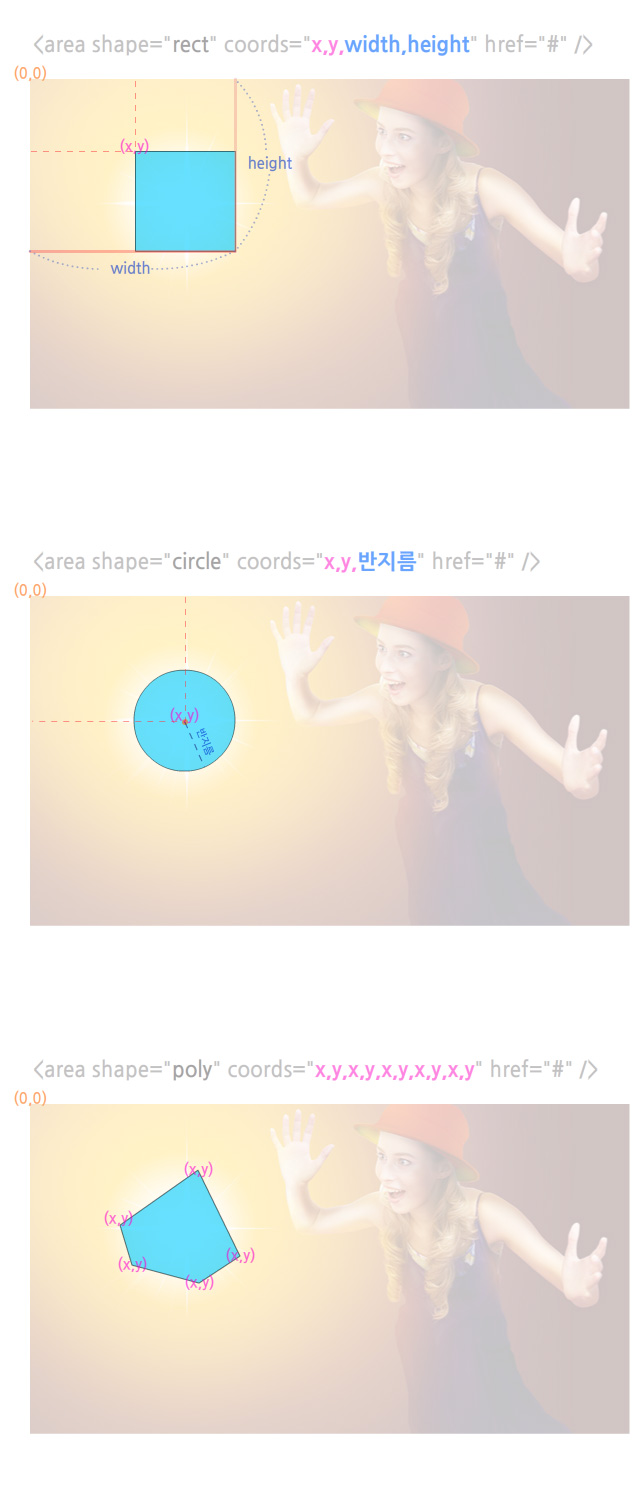 <area shape="rect" coords="x,y,width,height" href="#" />
(0,0)
(x,y)
height
width
<area shape="circle" coords="x,y,반지름" href="#" />
(0,0)
(x,y)
반지름
<area shape="poly" coords="x,y,x,y,x,y,x,y,x,y" href="#" />
(0,0)
(x,y)
(x,y)
(x,y)
(x,y)
(x,y)